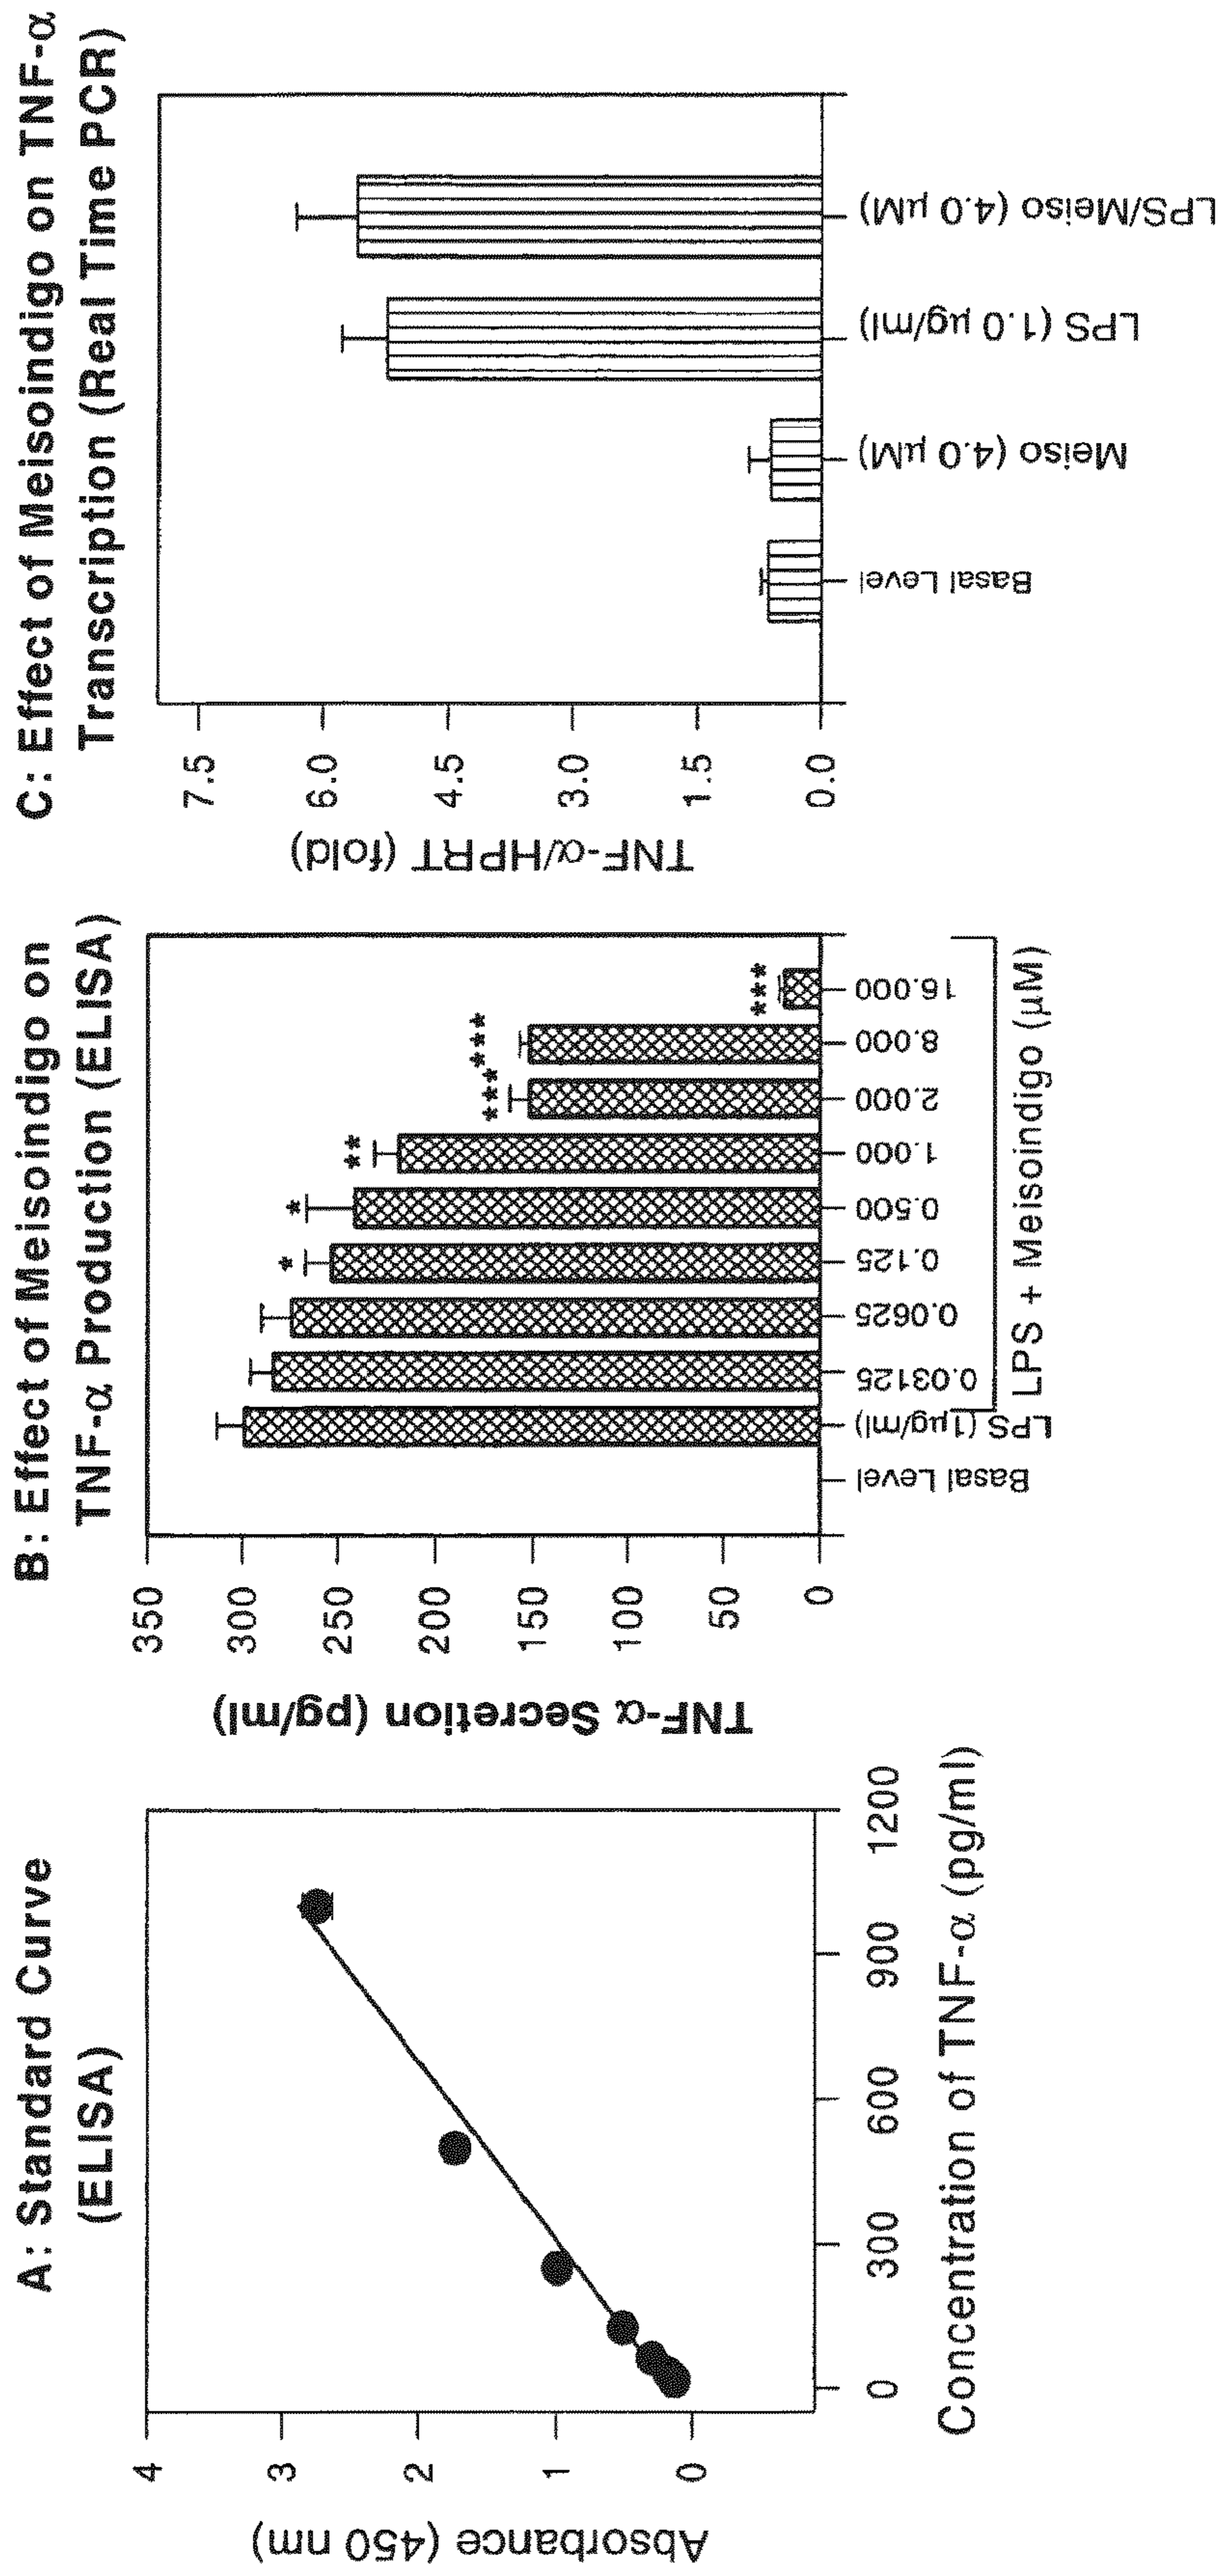 A: Standard Curve
(ELISA)
Absorbance (450 nm)
4
3
2
1
0
0
300
600
900
1200
Concentration of TNF-α (pg/ml)
B: Effect of Meisoindigo on
TNF-α Production (ELISA)
TNF-α Secretion (pg/ml)
350
300
250
200
150
100
50
0
*
*
**
***
****
***
Basal Level
LPS (1μg/ml)
0.03125
0.0625
0.125
0.500
1.000
2.000
8.000
16.000
LPS + Meisoindigo (μM)
C: Effect of Meisoindigo on TNF-α
Transcription (Real Time PCR)
TNF-α/HPRT (fold)
7.5
6.0
4.5
3.0
1.5
0.0
Basal Level
Meiso (4.0 μM)
LPS (1.0 μg/ml)
LPS/Meiso (4.0 μM)